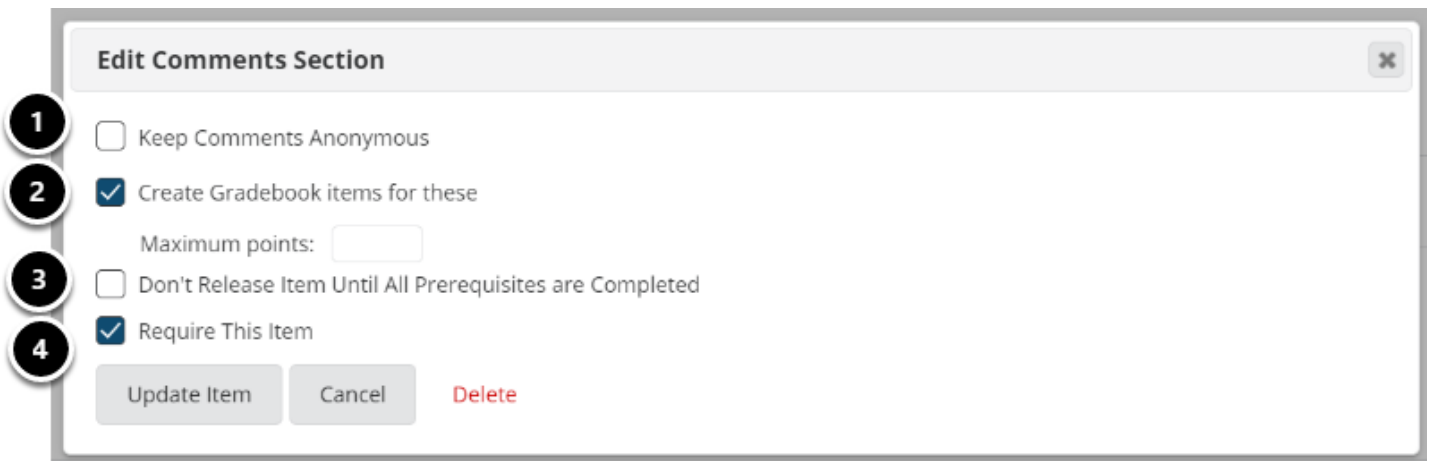 Edit Comments Section
1
Keep Comments Anonymous
2
Create Gradebook items for these
Maximum points:
3
Don't Release Item Until All Prerequisites are Completed
4
Require This Item
Update Item Cancel Delete